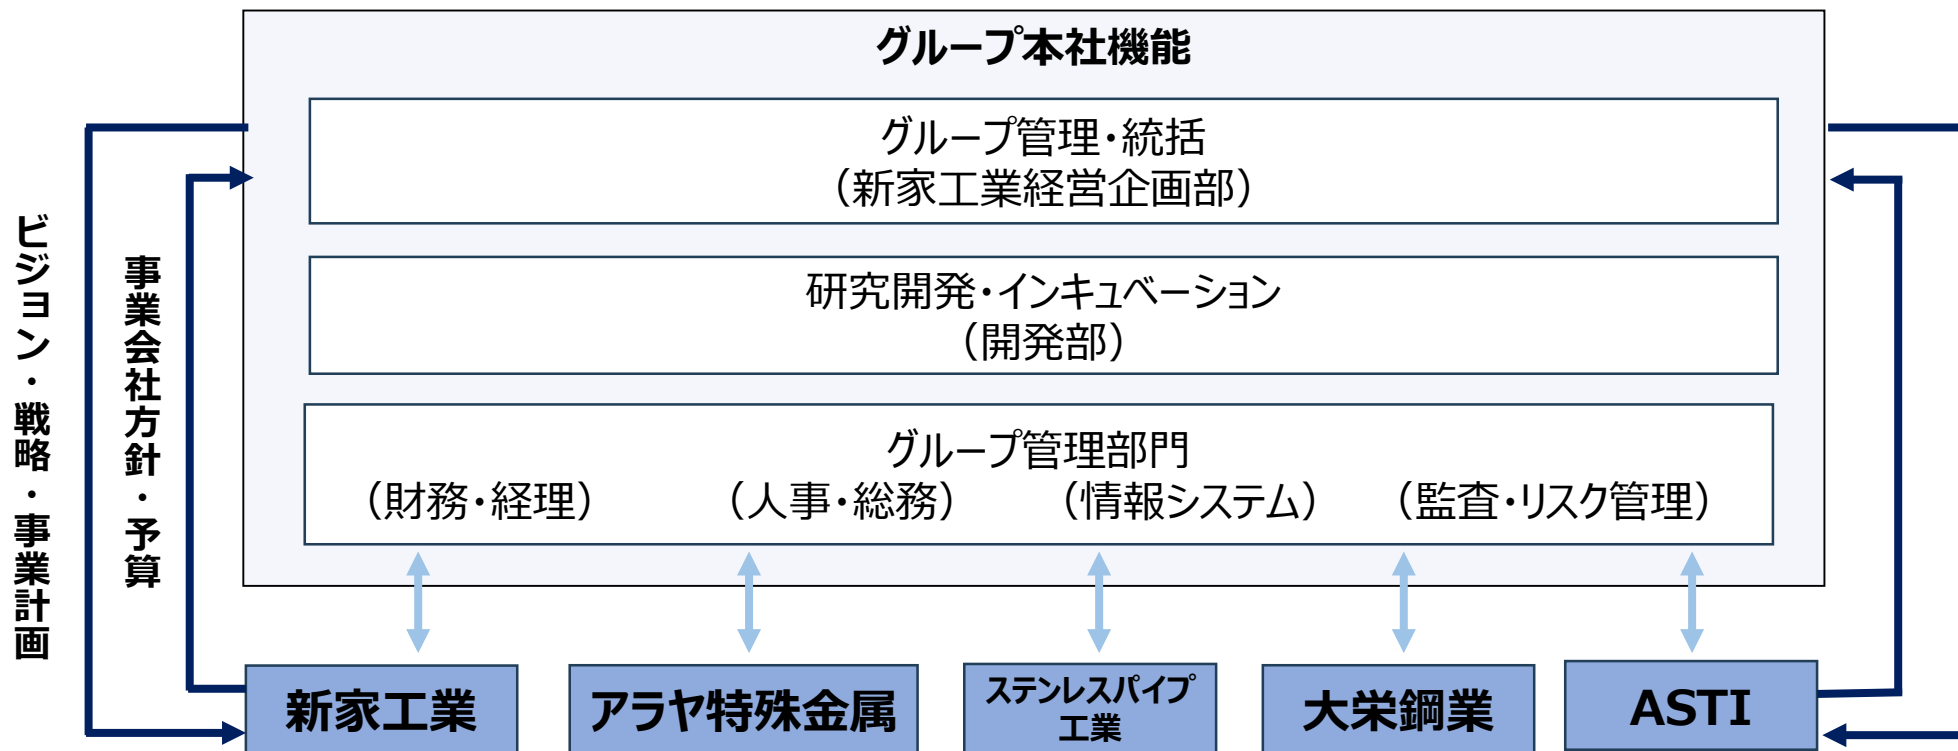 グループ本社機能
グループ管理・統括
（新家工業経営企画部）
研究開発・インキュベーション
（開発部）
グループ管理部門
（財務・経理） （人事・総務） （情報システム） （監査・リスク管理）
ビジョン・戦略・事業計画
事業会社方針・予算
新家工業
アラヤ特殊金属
ステンレスパイプ
工業
大栄鋼業
ASTI